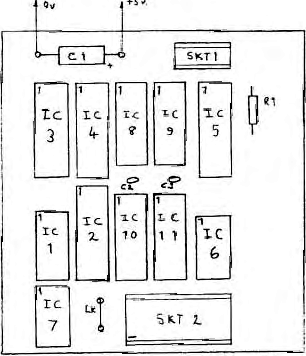 0v +5v.
C1 +
SKT1
1 IC 3
1 IC 4
1 IC 8
1 IC 9
1 IC 5
R1
C2 C3
1 IC 1
1 IC 2
1 IC 10
1 IC 11
IC 6
1 IC 7
LK
SKT 2